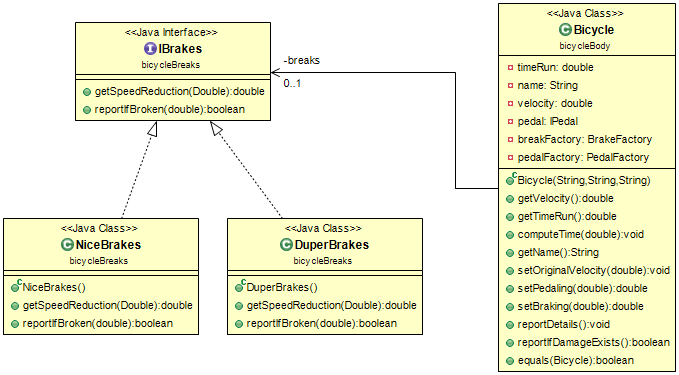 <<Java Interface>>
IBrakes
bicycleBreaks
getSpeedReduction(Double):double
reportIfBroken(double):boolean
-breaks
0..1
<<Java Class>>
Bicycle
bicycleBody
timeRun: double
name: String
velocity: double
pedal: IPedal
breakFactory: BrakeFactory
pedalFactory: PedalFactory
Bicycle(String,String,String)
getVelocity():double
getTimeRun():double
computeTime(double):void
getName():String
setOriginalVelocity(double):void
setPedaling(double):double
setBraking(double):double
reportDetails():void
reportIfDamageExists():boolean
equals(Bicycle):boolean
<<Java Class>>
NiceBrakes
bicycleBreaks
NiceBrakes()
getSpeedReduction(Double):double
reportIfBroken(double):boolean
<<Java Class>>
DuperBrakes
bicycleBreaks
DuperBrakes()
getSpeedReduction(Double):double
reportIfBroken(double):boolean